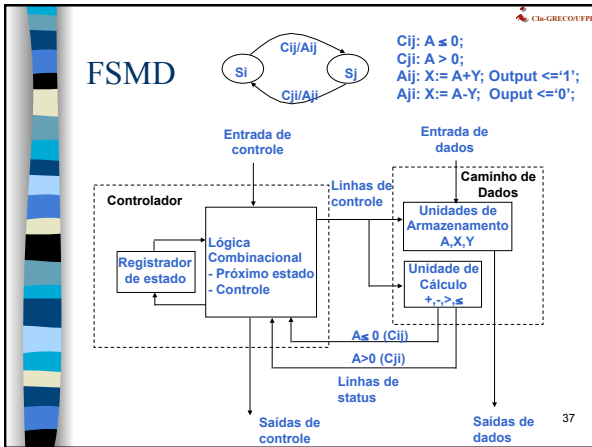 CIn-GRECO/UFPE
FSMD
Cij/Aij
Si
Sj
Cji/Aji
Cij: A ≤ 0;
Cji: A > 0;
Aij: X:= A+Y; Output <=‘1’;
Aji: X:= A-Y; Ouput <=‘0’;
Entrada de
controle
Entrada de
dados
Controlador
Linhas de
controle
Caminho de
Dados
Registrador
de estado
Lógica
Combinacional
- Próximo estado
- Controle
Unidades de
Armazenamento
A,X,Y
Unidade de
Cálculo
+,-,>,≤
A≤ 0 (Cij)
A>0 (Cji)
Linhas de
status
Saídas de
controle
Saídas de
dados
37